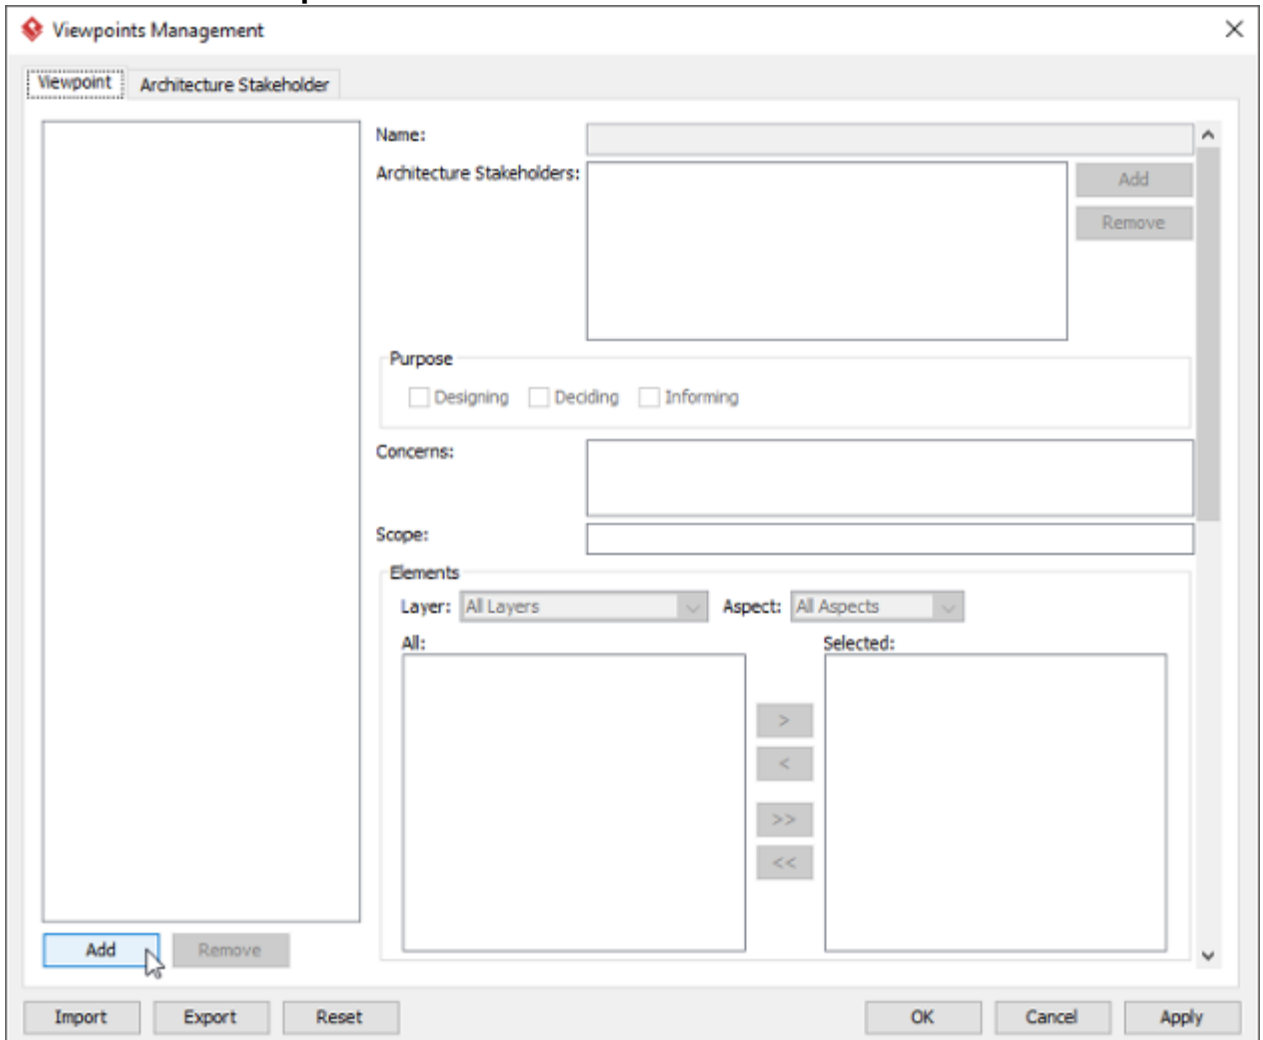 Viewpoints Management
Viewpoint Architecture Stakeholder
Name:
Architecture Stakeholders:
Add
Remove
Purpose
Designing Deciding Informing
Concerns:
Scope:
Elements
Layer: All Layers Aspect: All Aspects
All: Selected:
>
<
>>
<<
Add Remove
Import Export Reset OK Cancel Apply